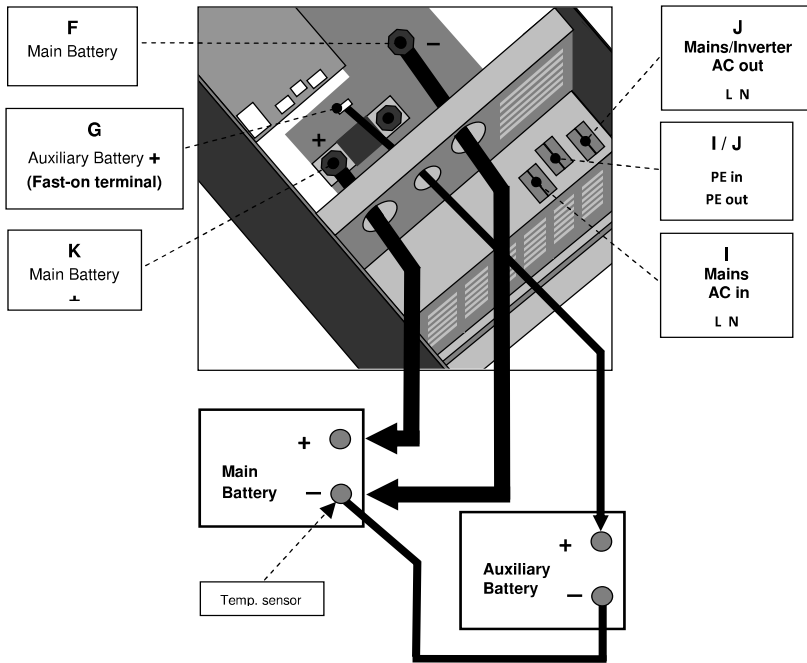 F
Main Battery
G
Auxiliary Battery +
(Fast-on terminal)
K
Main Battery
+
J
Mains/Inverter
AC out
L N
I / J
PE in
PE out
I
Mains
AC in
L N
−
+
+
Main
Battery
−
Temp. sensor
+
Auxiliary
Battery
−